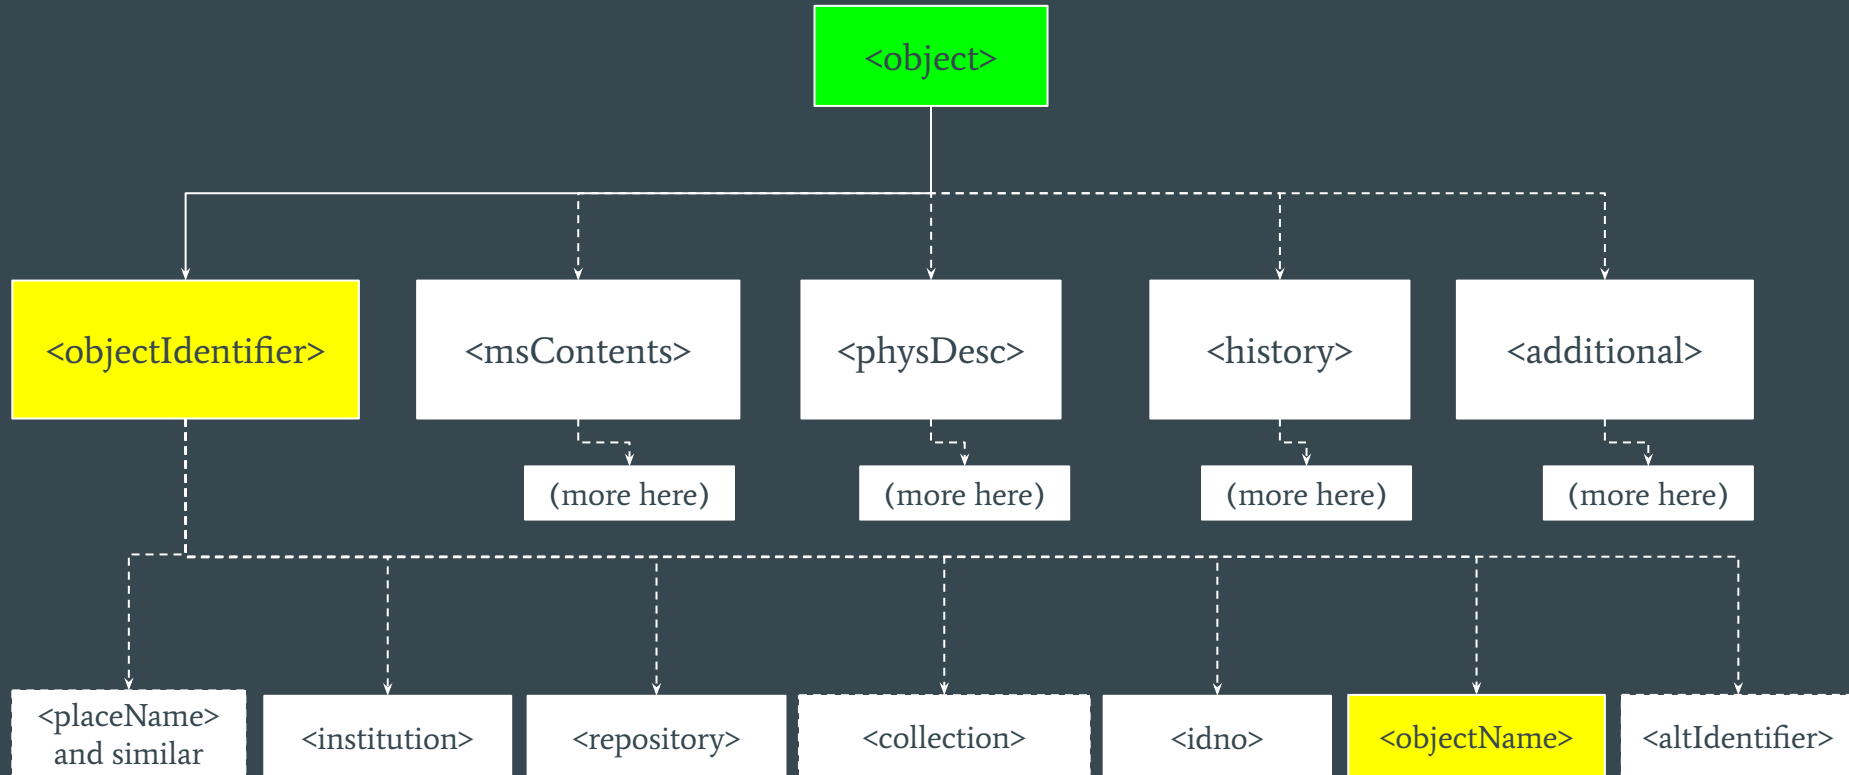 <object>
<objectIdentifier>
<msContents>
<physDesc>
<history>
<additional>
(more here)
(more here)
(more here)
(more here)
<placeName>
and similar
<institution>
<repository>
<collection>
<idno>
<objectName>
<altIdentifier>